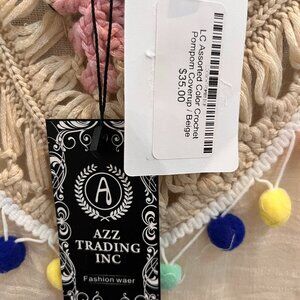 LC Assorted Color Crochet
Pompom Coverup / Beige
$35.00
A
AZZ
TRADING
INC
Fashion waer